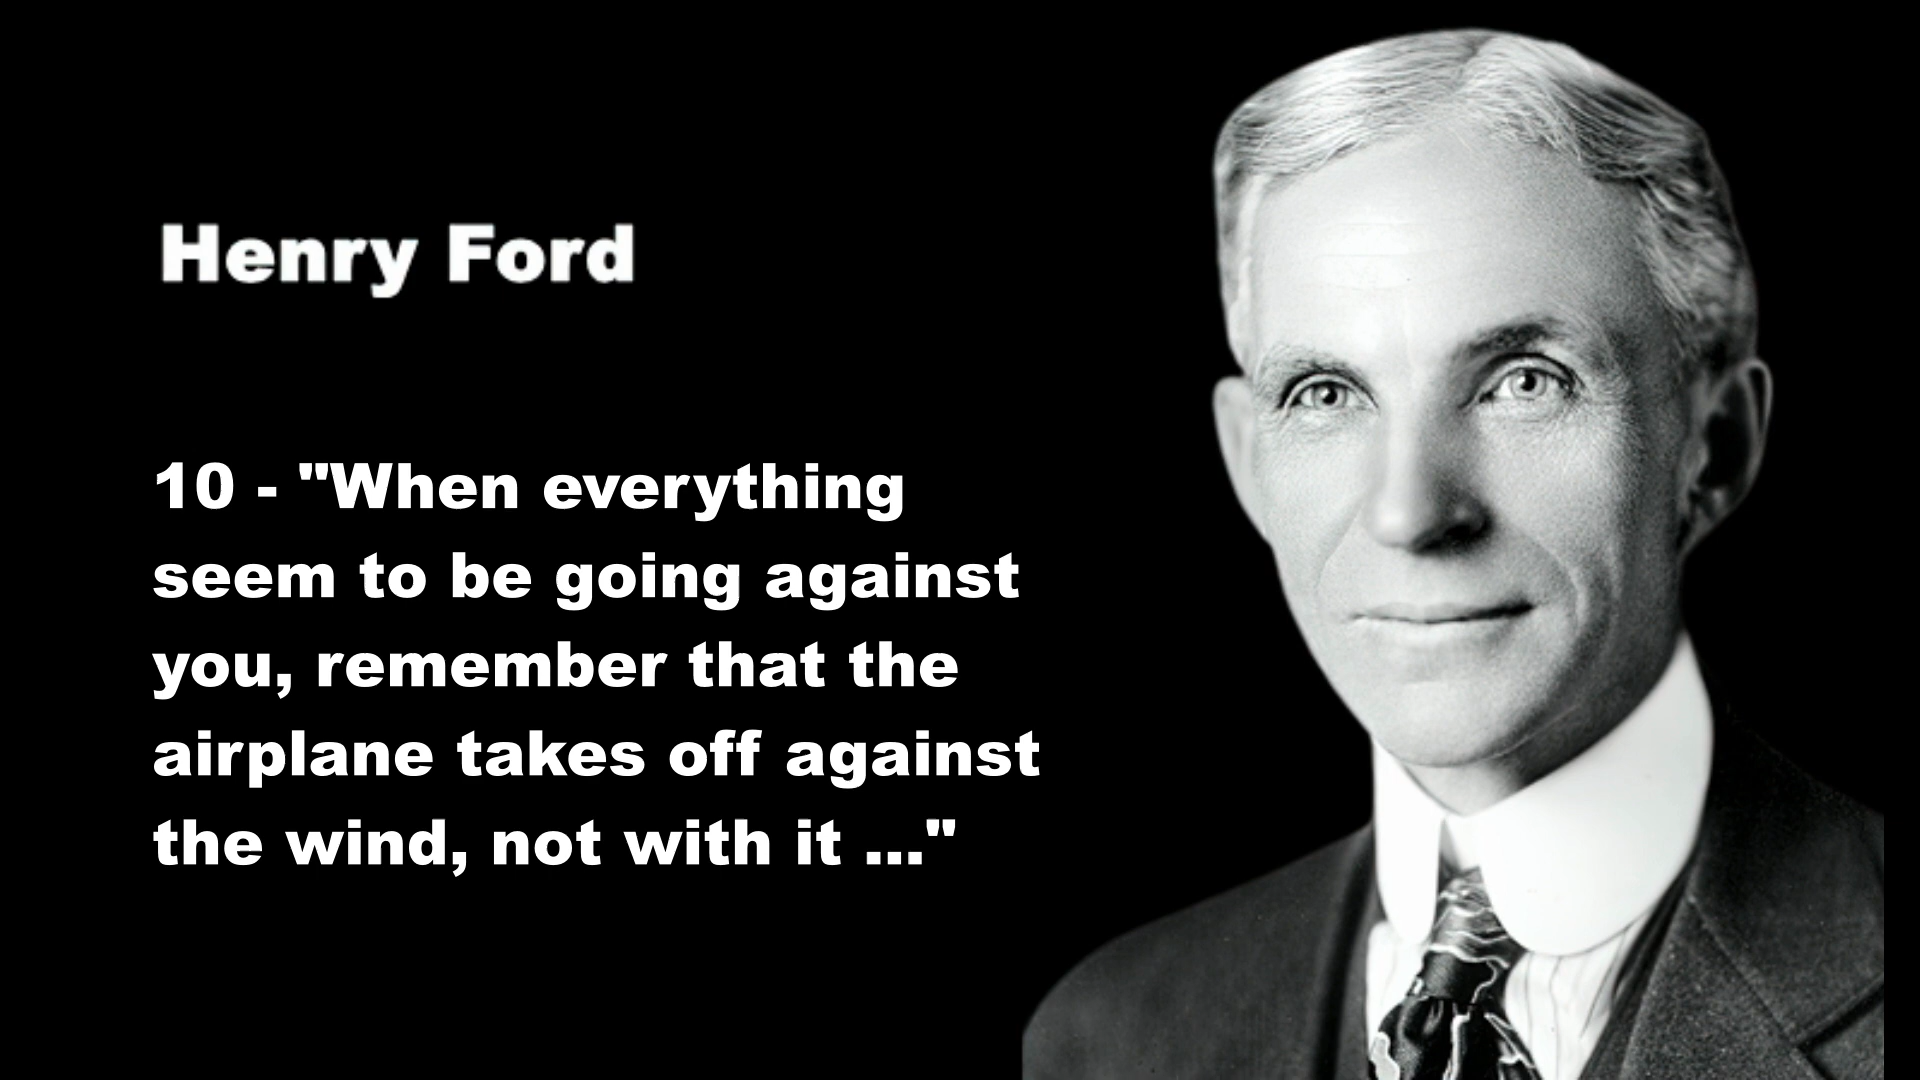 Henry Ford
10 - "When everything
seem to be going against
you, remember that the
airplane takes off against
the wind, not with it ..."